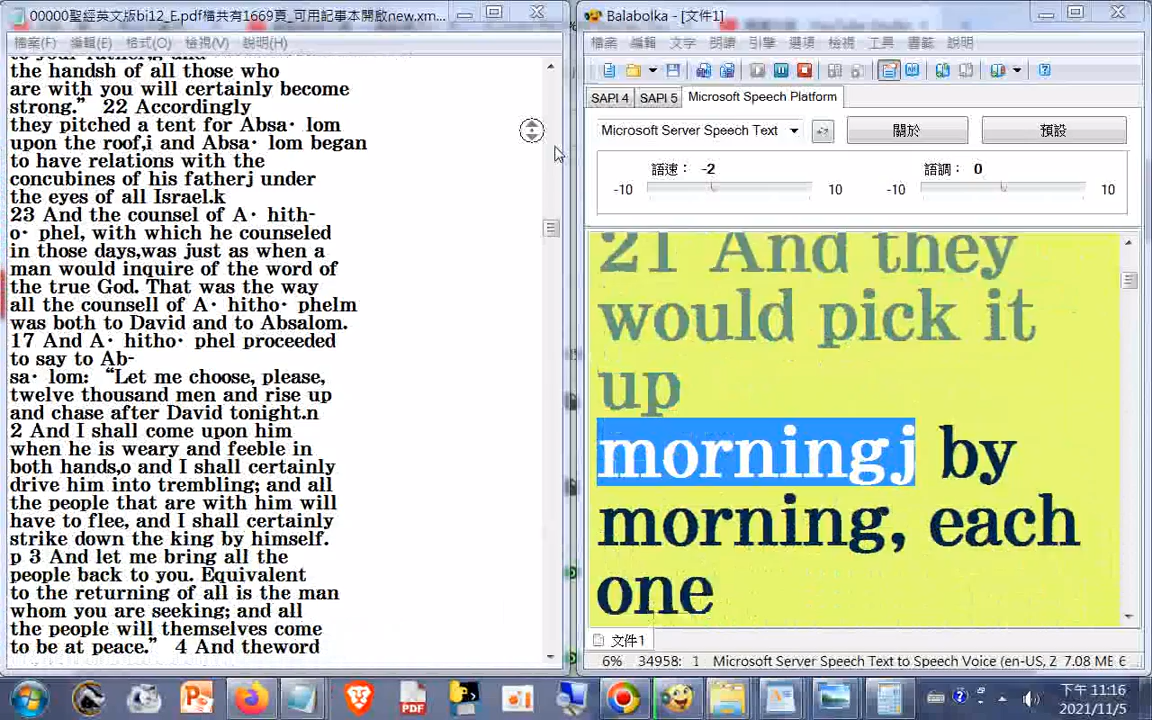 00000聖經英文版bi12_E.pdf檔共有1669頁_可用記事本開啟new.xm...
檔案(F) 編輯(E) 格式(O) 檢視(V) 說明(H)
the handsh of all those who
are with you will certainly become
strong.” 22 Accordingly
they pitched a tent for Absa‧lom
upon the roof,i and Absa‧lom began
to have relations with the
concubines of his fatherj under
the eyes of all Israel.k
23 And the counsel of A‧hith-
o‧phel, with which he counseled
in those days,was just as when a
man would inquire of the word of
the true God. That was the way
all the counsell of A‧hitho‧phelm
was both to David and to Absalom.
17 And A‧hitho‧phel proceeded
to say to Ab-
sa‧lom: “Let me choose, please,
twelve thousand men and rise up
and chase after David tonight.n
2 And I shall come upon him
when he is weary and feeble in
both hands,o and I shall certainly
drive him into trembling; and all
the people that are with him will
have to flee, and I shall certainly
strike down the king by himself.
p 3 And let me bring all the
people back to you. Equivalent
to the returning of all is the man
whom you are seeking; and all
the people will themselves come
to be at peace.” 4 And theword
Balabolka - [文件1]
檔案 編輯 文字 朗讀 引擎 選項 檢視 工具 書籤 說明
SAPI 4 SAPI 5 Microsoft Speech Platform
Microsoft Server Speech Text 關於 預設
語速： -2 語調： 0
-10 10 -10 10
21 And they
would pick it
up
morningj by
morning, each
one
文件1
6% 34958: 1 Microsoft Server Speech Text to Speech Voice (en-US, Z 7.08 ME 6
下午 11:16
2021/11/5